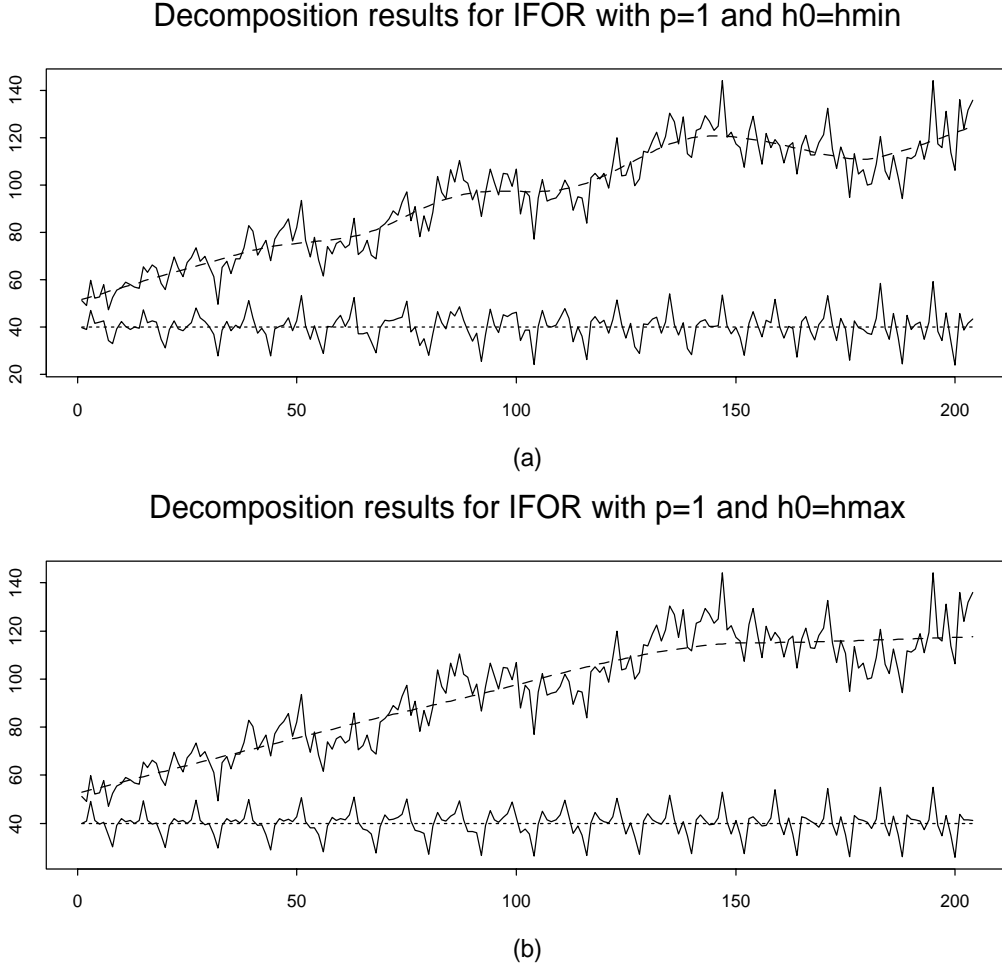 Decomposition results for IFOR with p=1 and h0=hmin
140
120
100
80
60
40
20
0 50 100 150 200
(a)
Decomposition results for IFOR with p=1 and h0=hmax
140
120
100
80
60
40
0 50 100 150 200
(b)